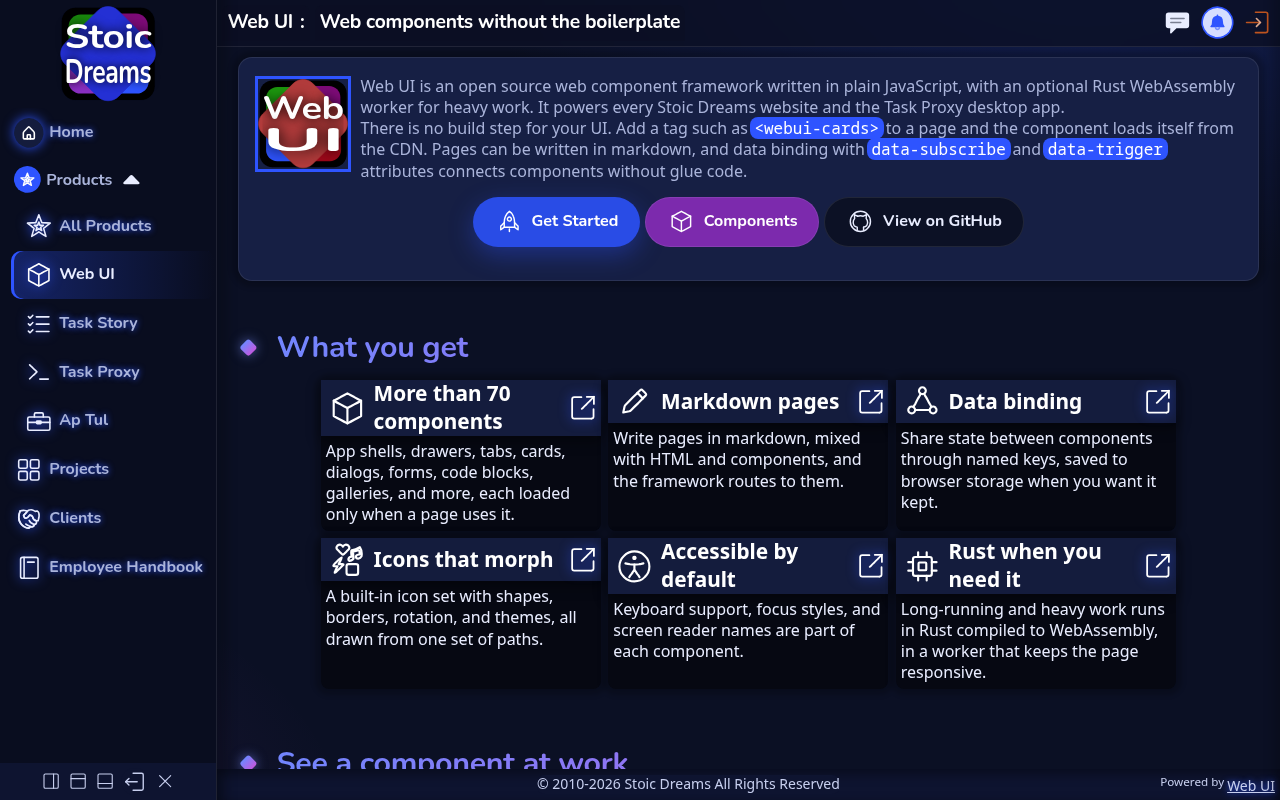 Stoic
Dreams
Home
Products
All Products
Web UI
Task Story
Task Proxy
Ap Tul
Projects
Clients
Employee Handbook
Web UI : Web components without the boilerplate
Web
UI
Web UI is an open source web component framework written in plain JavaScript, with an optional Rust WebAssembly
worker for heavy work. It powers every Stoic Dreams website and the Task Proxy desktop app.
There is no build step for your UI. Add a tag such as <webui-cards> to a page and the component loads itself from
the CDN. Pages can be written in markdown, and data binding with data-subscribe and data-trigger
attributes connects components without glue code.
Get Started
Components
View on GitHub
What you get
More than 70
components
App shells, drawers, tabs, cards,
dialogs, forms, code blocks,
galleries, and more, each loaded
only when a page uses it.
Markdown pages
Write pages in markdown, mixed
with HTML and components, and
the framework routes to them.
Data binding
Share state between components
through named keys, saved to
browser storage when you want it
kept.
Icons that morph
A built-in icon set with shapes,
borders, rotation, and themes, all
drawn from one set of paths.
Accessible by
default
Keyboard support, focus styles, and
screen reader names are part of
each component.
Rust when you
need it
Long-running and heavy work runs
in Rust compiled to WebAssembly,
in a worker that keeps the page
responsive.
See a component at work
© 2010-2026 Stoic Dreams All Rights Reserved
Powered by Web UI